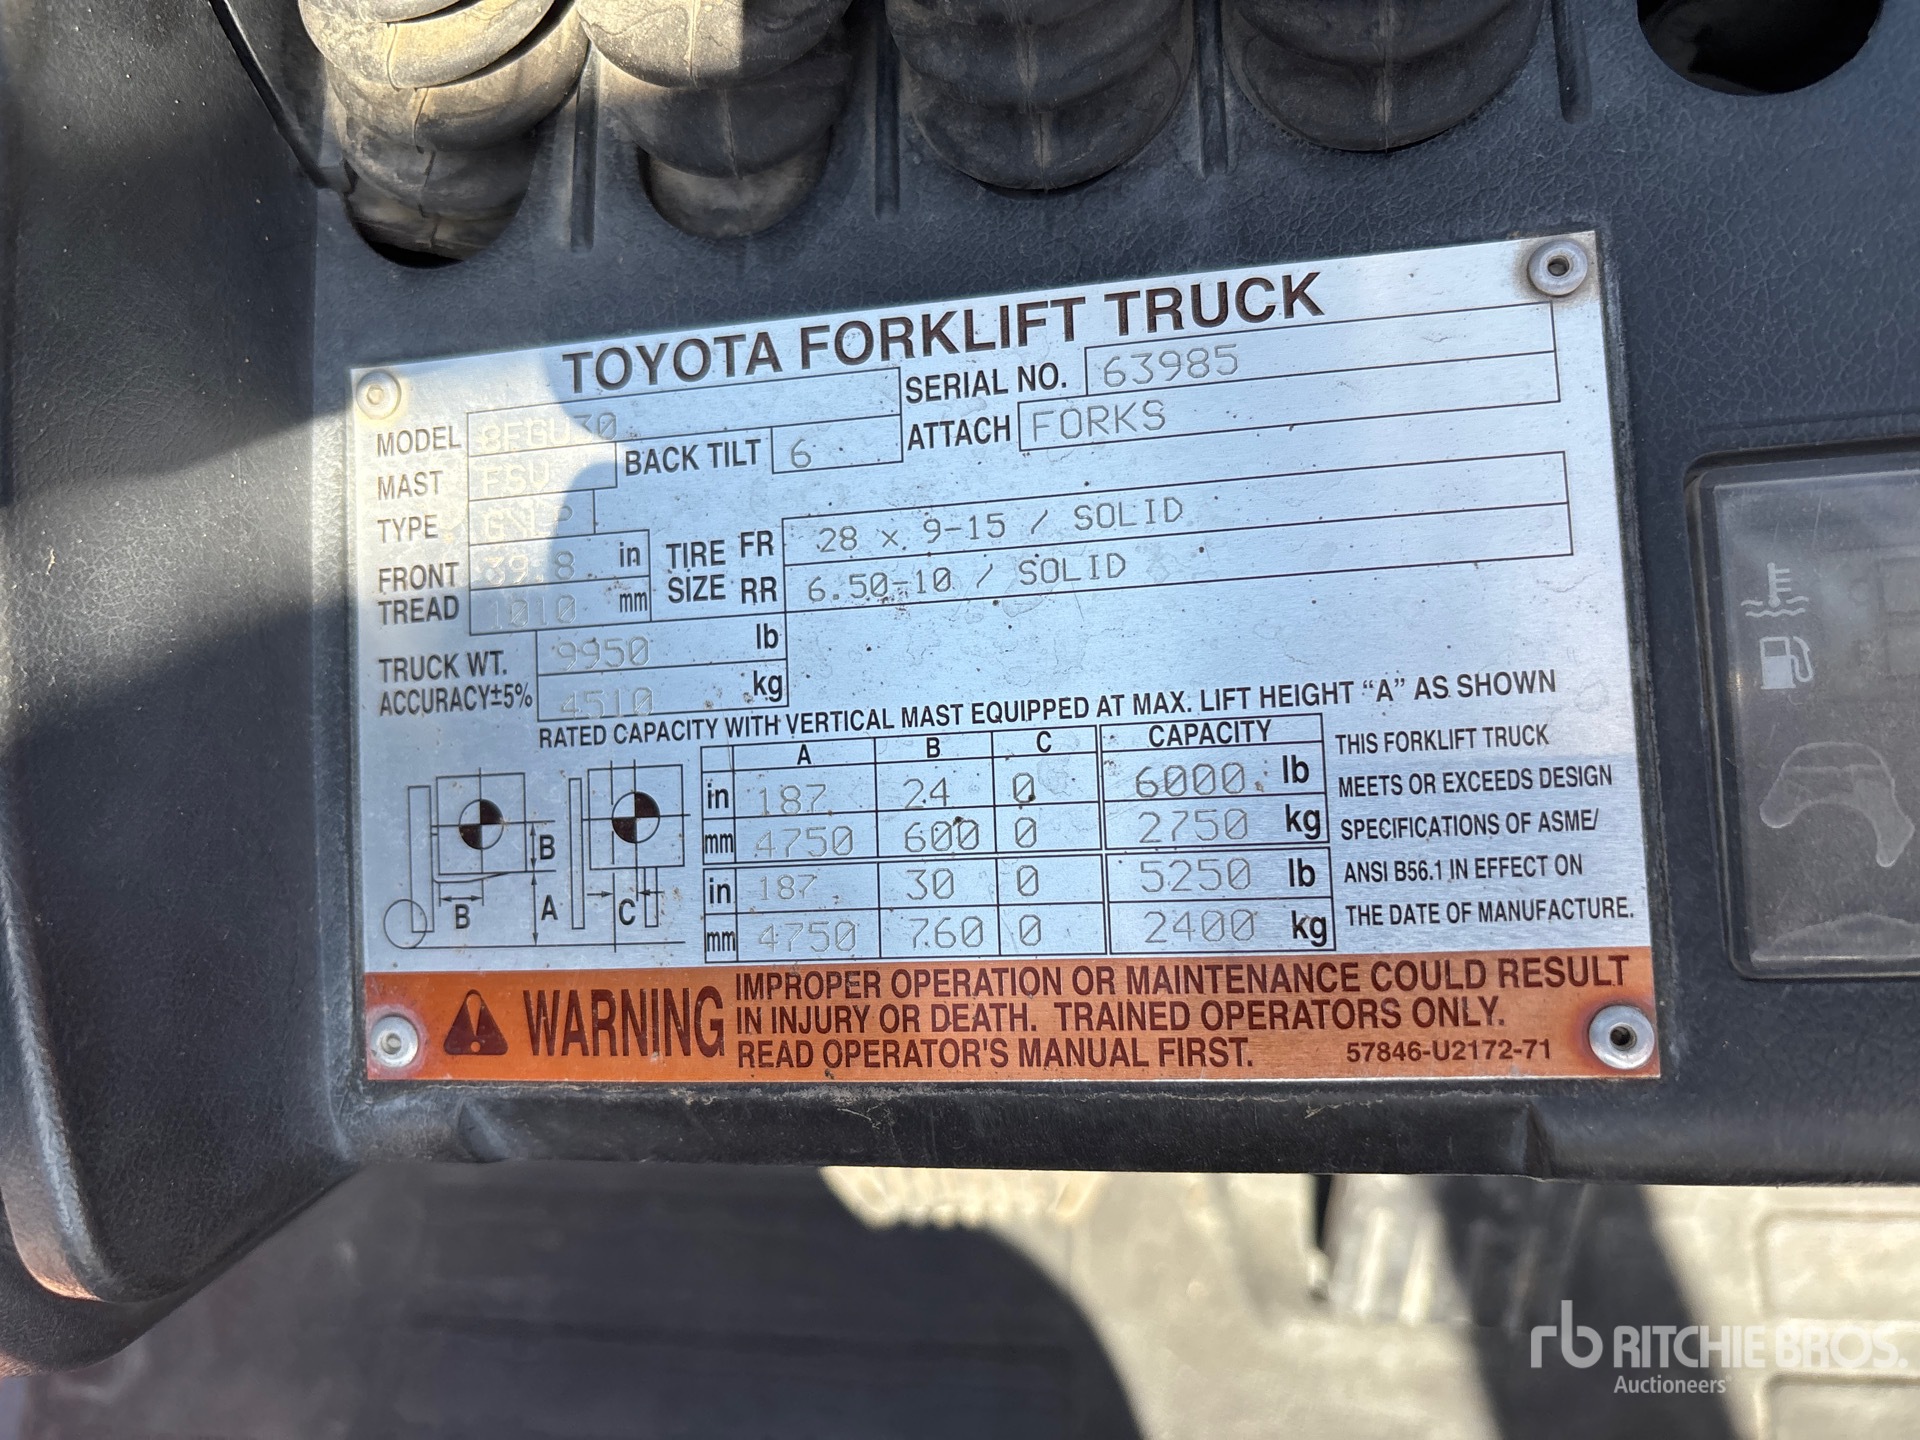 TOYOTA FORKLIFT TRUCK
MODEL 8FGU30 SERIAL NO. 63985
MAST FSV BACK TILT 6 ATTACH FORKS
TYPE G/LP
FRONT TREAD 39.8 in 1010 mm
TIRE SIZE FR 28 x 9-15 / SOLID
RR 6.50-10 / SOLID
TRUCK WT. ACCURACY±5% 9950 lb
4510 kg
RATED CAPACITY WITH VERTICAL MAST EQUIPPED AT MAX. LIFT HEIGHT "A" AS SHOWN
A B C CAPACITY
in 187 24 0 6000 lb
mm 4750 600 0 2750 kg
in 187 30 0 5250 lb
mm 4750 760 0 2400 kg
B B A C
THIS FORKLIFT TRUCK
MEETS OR EXCEEDS DESIGN
SPECIFICATIONS OF ASME/
ANSI B56.1 IN EFFECT ON
THE DATE OF MANUFACTURE.
WARNING
IMPROPER OPERATION OR MAINTENANCE COULD RESULT
IN INJURY OR DEATH. TRAINED OPERATORS ONLY.
READ OPERATOR'S MANUAL FIRST. 57846-U2172-71
rb RITCHIE BROS.
Auctioneers